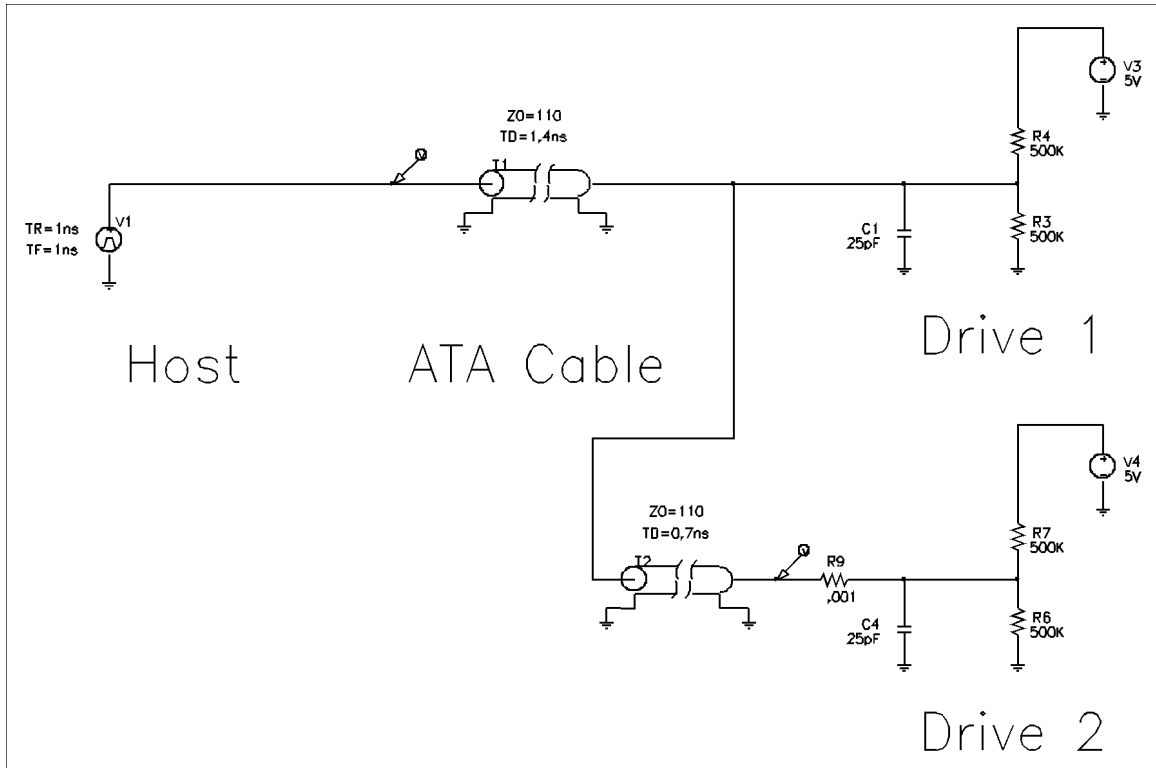 V3
5V
Z0=110
TD=1,4ns
T1
R4
500K
V1
TR=1ns
TF=1ns
C1
25pF
R3
500K
Host
ATA Cable
Drive 1
V4
5V
Z0=110
TD=0,7ns
T2
R9
,001
R7
500K
C4
25pF
R6
500K
Drive 2